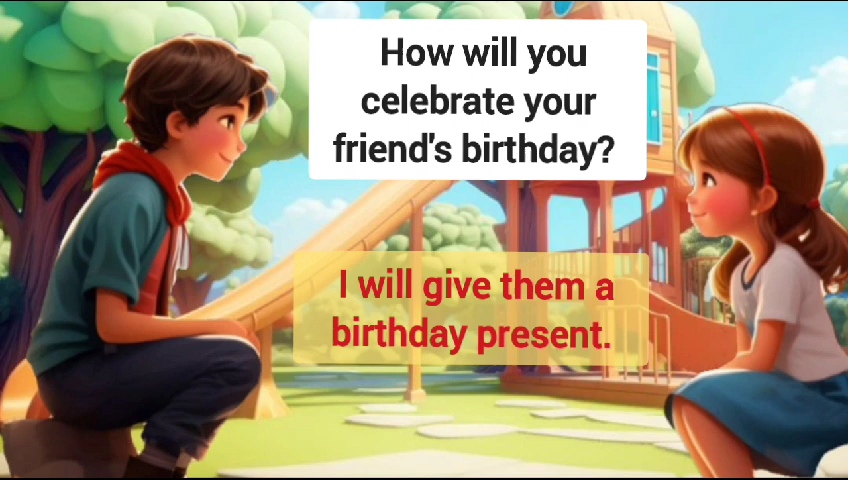 How will you
celebrate your
friend's birthday?
I will give them a
birthday present.